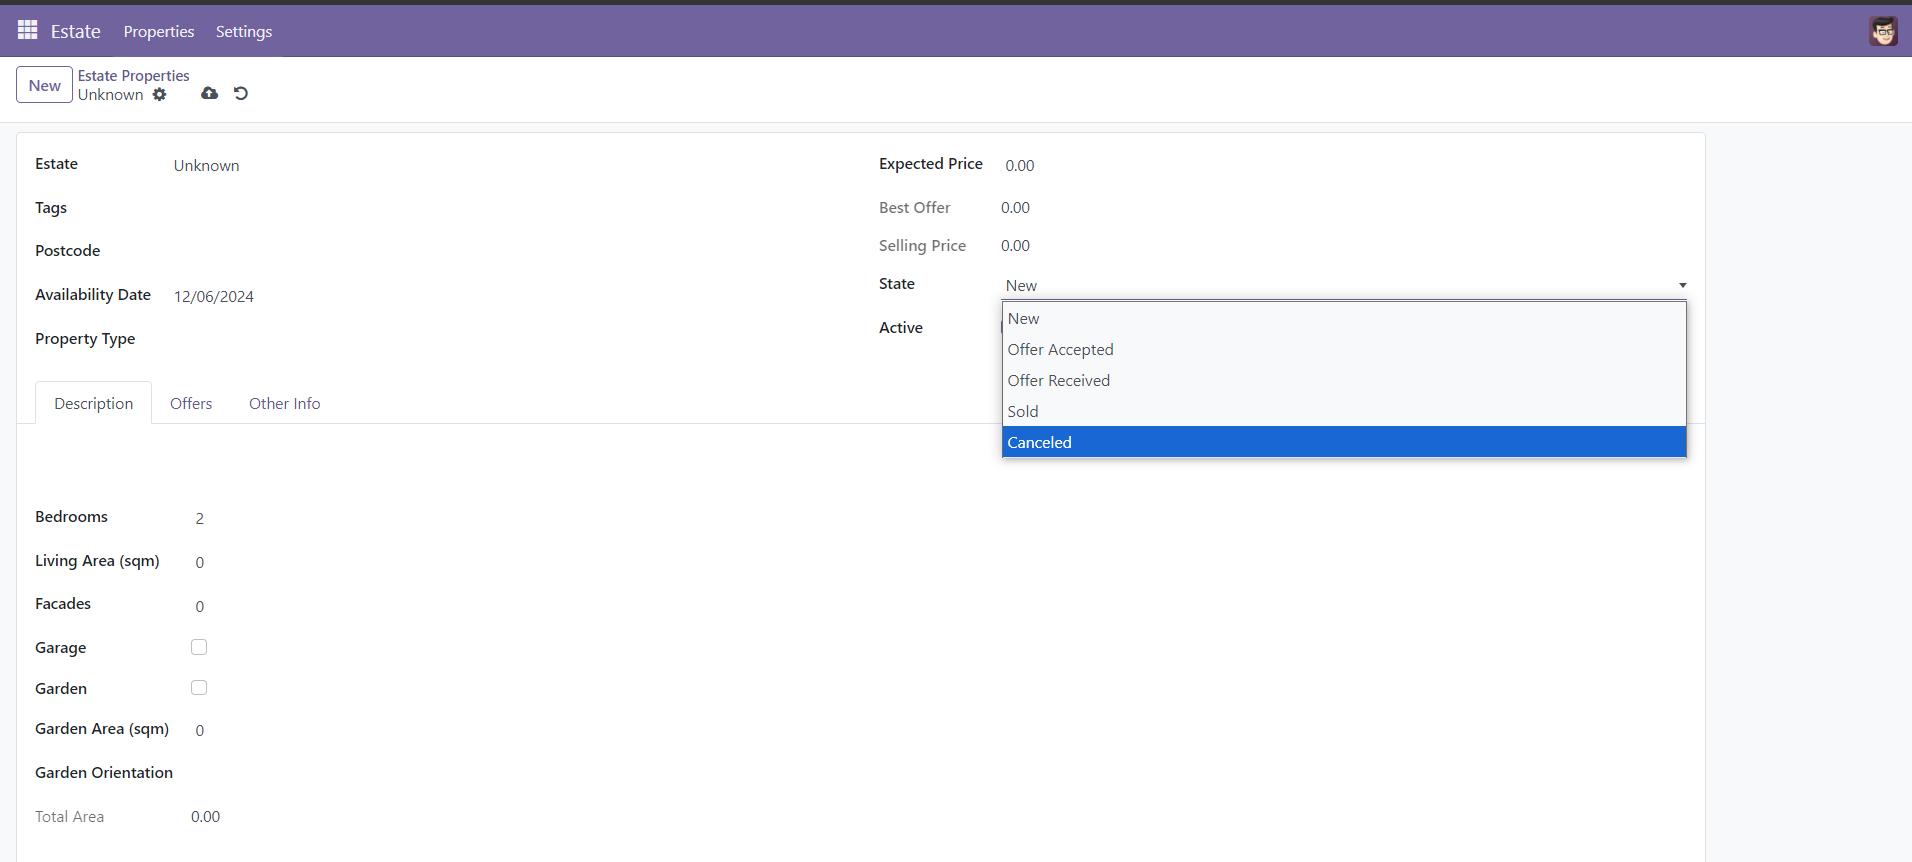 Estate Properties Settings
New
Estate Properties
Unknown
Estate Unknown
Tags
Postcode
Availability Date 12/06/2024
Property Type
Expected Price 0.00
Best Offer 0.00
Selling Price 0.00
State New
New
Offer Accepted
Offer Received
Sold
Canceled
Active
Description Offers Other Info
Bedrooms 2
Living Area (sqm) 0
Facades 0
Garage
Garden
Garden Area (sqm) 0
Garden Orientation
Total Area 0.00